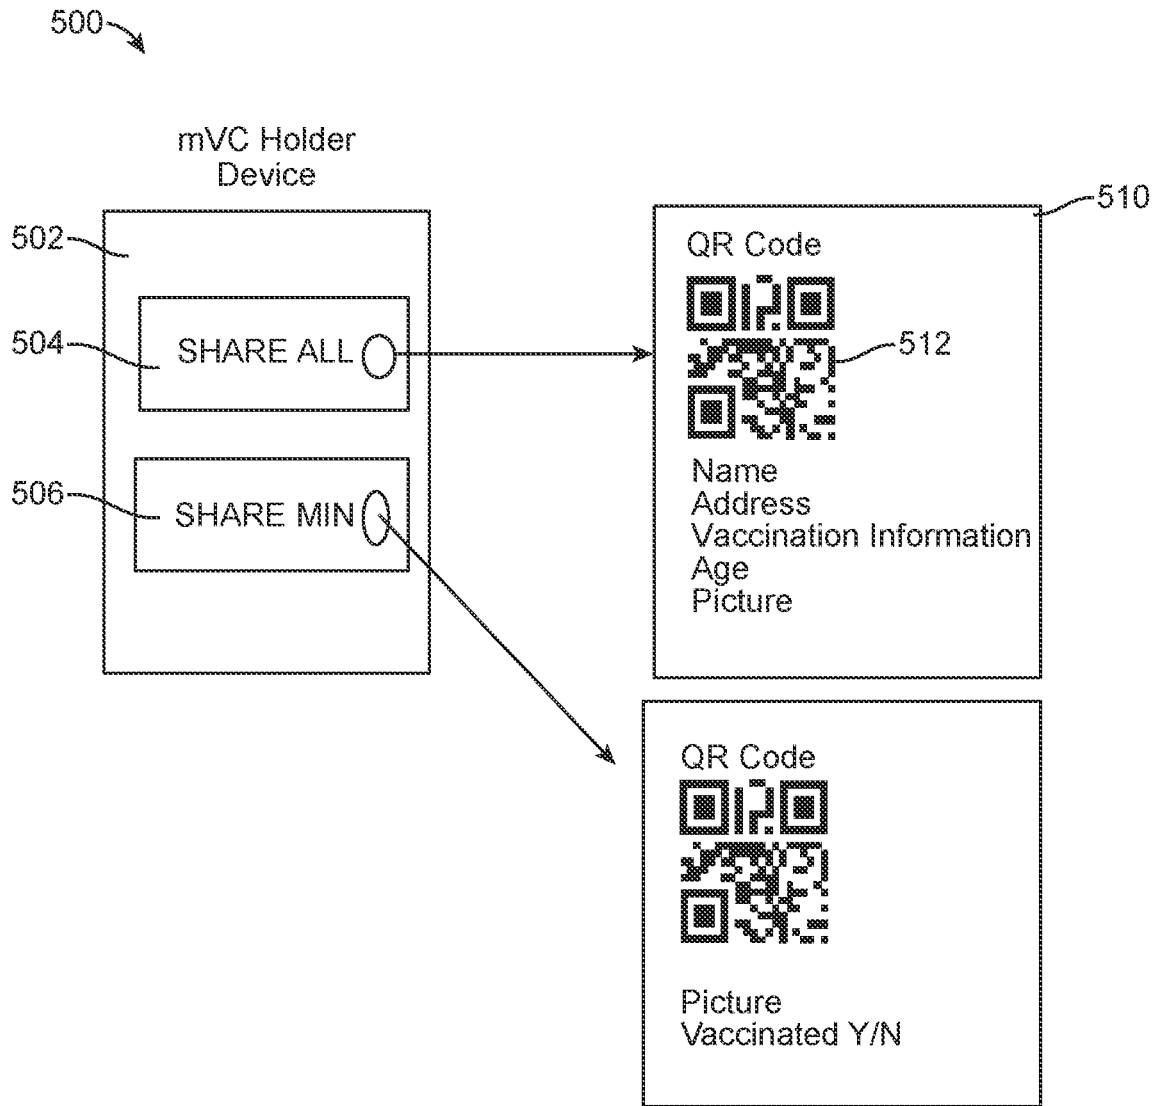 500
mVC Holder
Device
502
504
SHARE ALL
506
SHARE MIN
510
QR Code
512
Name
Address
Vaccination Information
Age
Picture
QR Code
Picture
Vaccinated Y/N